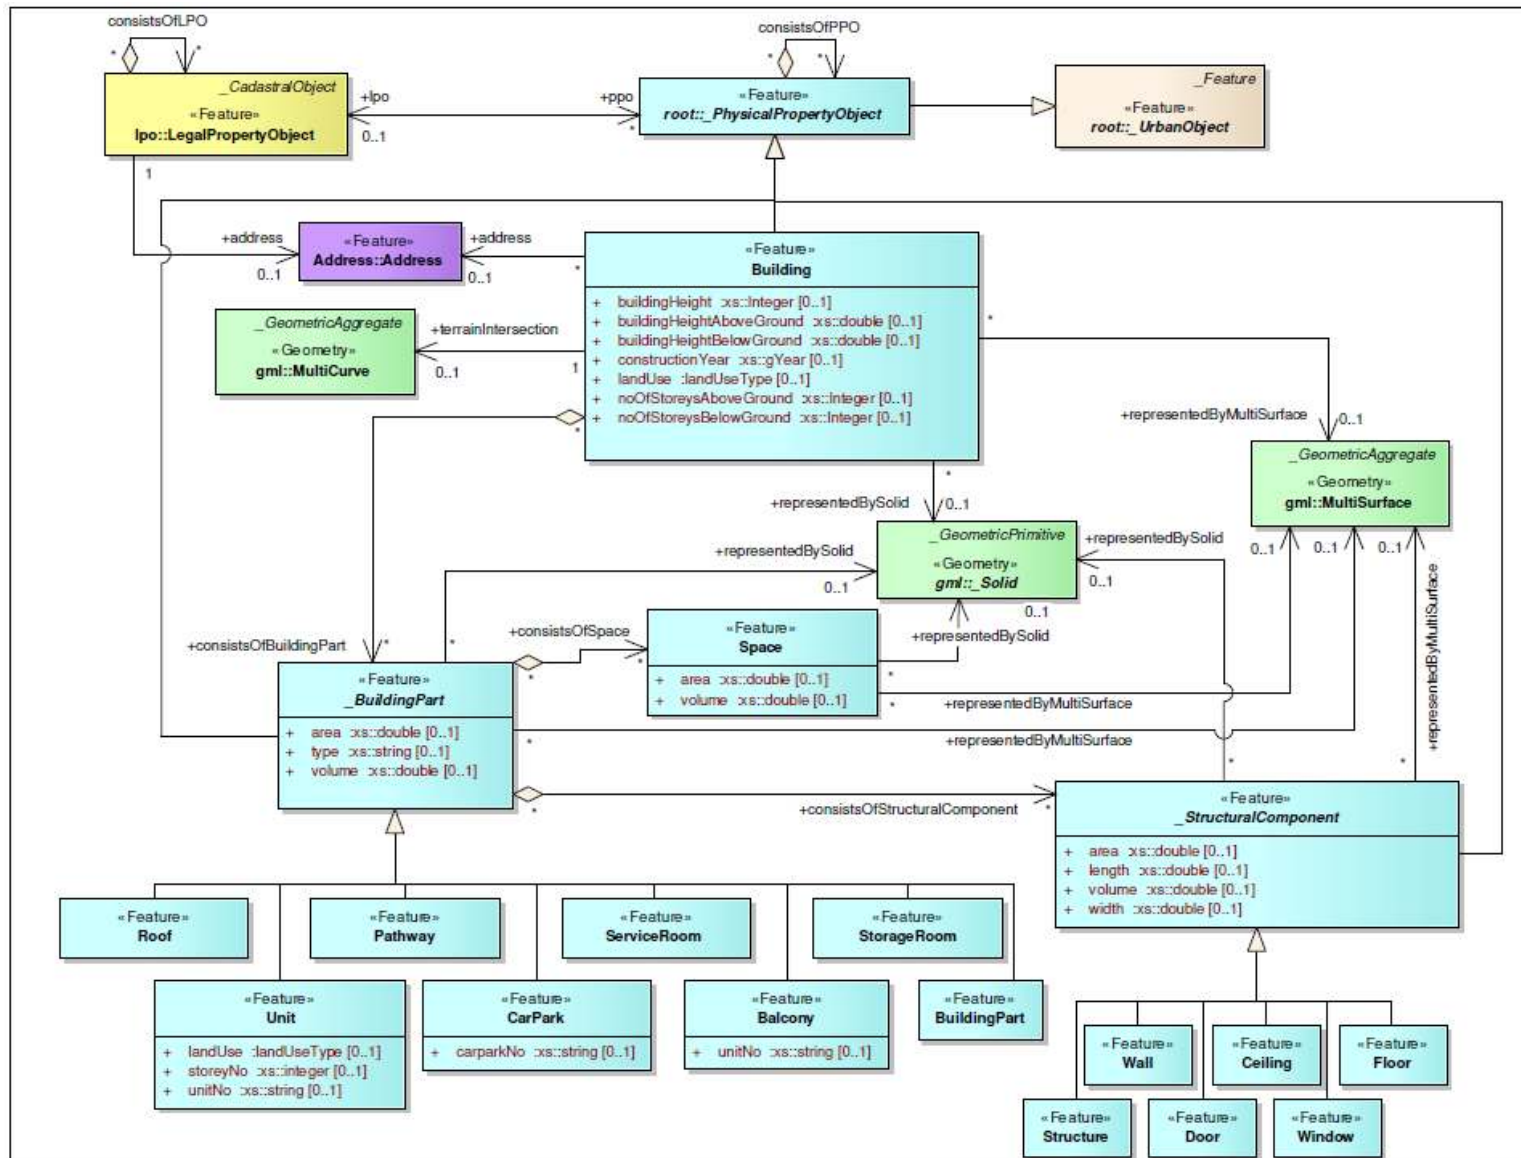 consistsOfLPO
*
*
consistsOfPPO
*
*
_CadastralObject
«Feature»
lpo::LegalPropertyObject
+lpo
0..1
+ppo
*
«Feature»
root::_PhysicalPropertyObject
_Feature
«Feature»
root::_UrbanObject
1
+address
0..1
«Feature»
Address::Address
+address
0..1
*
«Feature»
Building
+ buildingHeight :xs::Integer [0..1]
+ buildingHeightAboveGround :xs::double [0..1]
+ buildingHeightBelowGround :xs::double [0..1]
+ constructionYear :xs::gYear [0..1]
+ landUse :landUseType [0..1]
+ noOfStoreysAboveGround :xs::Integer [0..1]
+ noOfStoreysBelowGround :xs::Integer [0..1]
_GeometricAggregate
«Geometry»
gml::MultiCurve
+terrainIntersection
0..1
1
*
*
+representedByMultiSurface
0..1
_GeometricAggregate
«Geometry»
gml::MultiSurface
*
+representedBySolid
0..1
_GeometricPrimitive
«Geometry»
gml::_Solid
+representedBySolid
0..1
+representedBySolid
0..1
0..1
+representedBySolid
0..1
0..1
0..1
+representedByMultiSurface
+consistsOfBuildingPart
*
*
+consistsOfSpace
*
*
«Feature»
Space
+ area :xs::double [0..1]
+ volume :xs::double [0..1]
*
*
+representedByMultiSurface
*
+representedByMultiSurface
«Feature»
_BuildingPart
+ area :xs::double [0..1]
+ type :xs::string [0..1]
+ volume :xs::double [0..1]
*
+consistsOfStructuralComponent
*
*
*
«Feature»
_StructuralComponent
+ area :xs::double [0..1]
+ length :xs::double [0..1]
+ volume :xs::double [0..1]
+ width :xs::double [0..1]
«Feature»
Roof
«Feature»
Pathway
«Feature»
ServiceRoom
«Feature»
StorageRoom
«Feature»
Unit
+ landUse :landUseType [0..1]
+ storeyNo :xs::integer [0..1]
+ unitNo :xs::string [0..1]
«Feature»
CarPark
+ carparkNo :xs::string [0..1]
«Feature»
Balcony
+ unitNo :xs::string [0..1]
«Feature»
BuildingPart
«Feature»
Wall
«Feature»
Ceiling
«Feature»
Floor
«Feature»
Structure
«Feature»
Door
«Feature»
Window